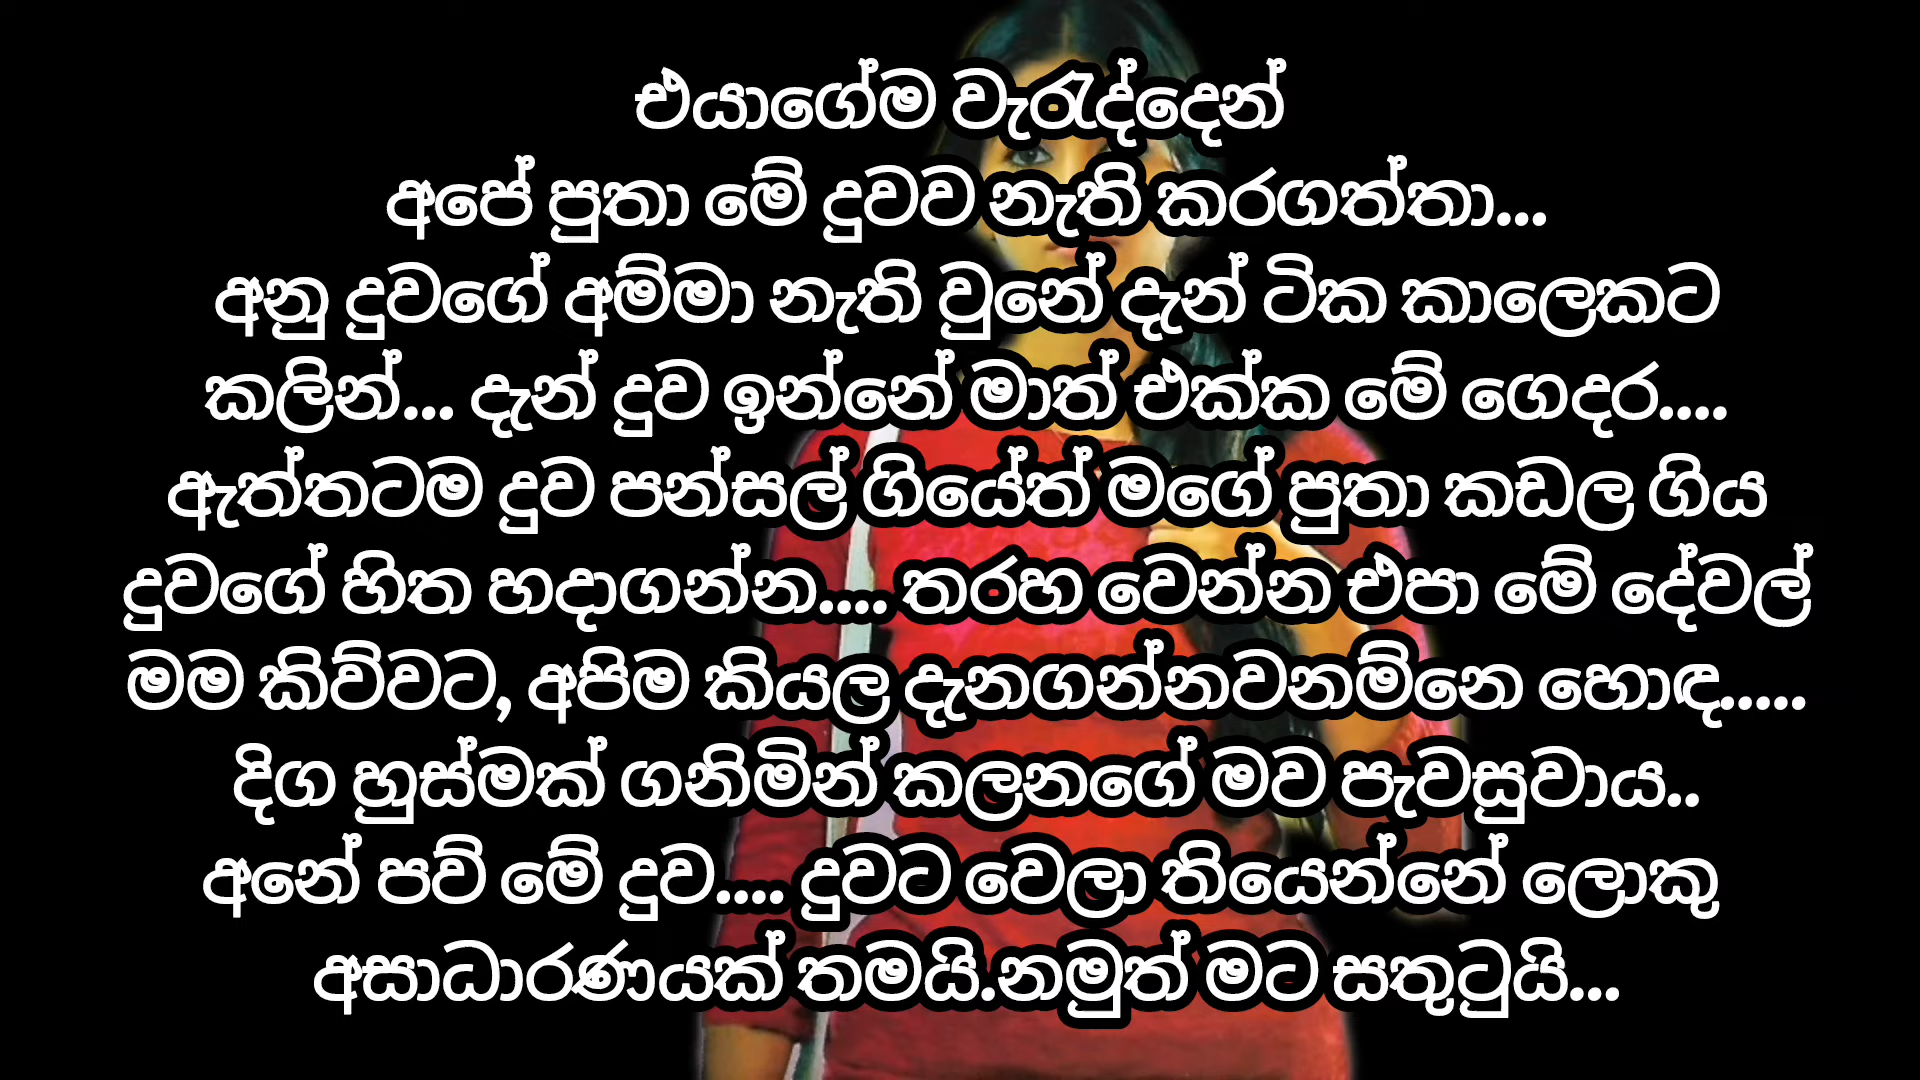 එයාගේම වැරැද්දෙන්
අපේ පුතා මේ දුවව නැති කරගත්තා...
අනු දුවගේ අම්මා නැති වුනේ දැන් ටික කාලෙකට
කලින්... දැන් දුව ඉන්නේ මාත් එක්ක මේ ගෙදර....
ඇත්තටම දුව පන්සල් ගියේත් මගේ පුතා කඩල ගිය
දුවගේ හිත හදාගන්න.... තරහ වෙන්න එපා මේ දේවල්
මම කිව්වට, අපිම කියල දැනගන්නවනම්නෙ හොඳ.....
දිග හුස්මක් ගනිමින් කලනගේ මව පැවසුවාය..
අනේ පව් මේ දුව.... දුවට වෙලා තියෙන්නේ ලොකු
අසාධාරණයක් තමයි.නමුත් මට සතුටුයි...